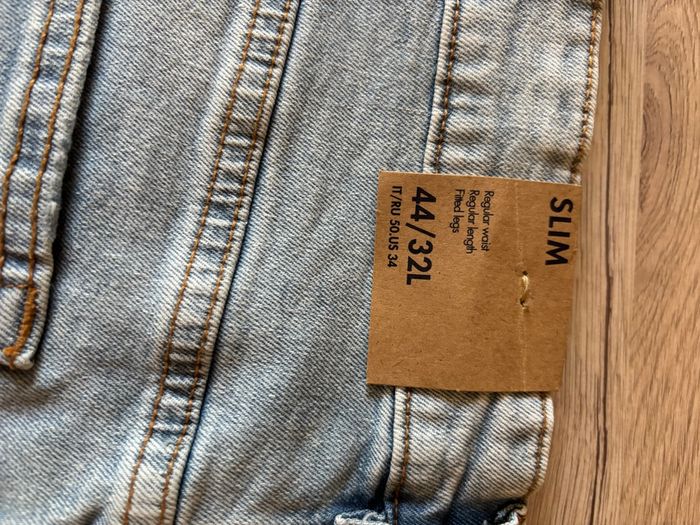 SLIM
Regular waist
Regular length
Fitted legs
44/32L
IT/RU 50.US 34